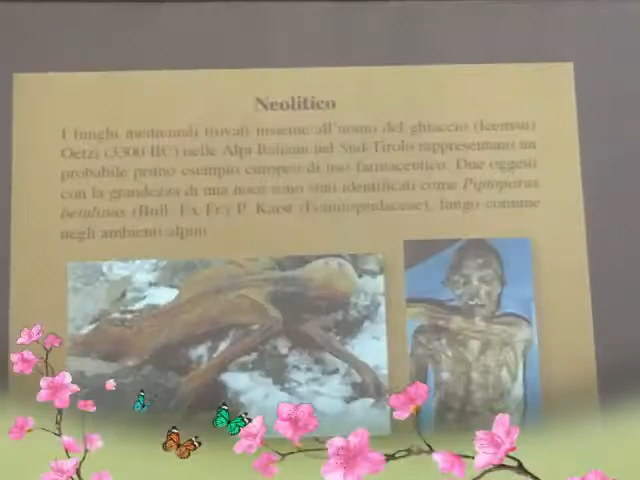 Neolitico
I funghi medicinali trovati insieme all'uomo del ghiaccio (Iceman)
Oetzi (3300 BC) nelle Alpi Italiane nel Sud Tirolo rappresentano un
probabile primo esempio europeo di uso farmaceutico. Due oggetti
con la grandezza di una noce sono stati identificati come Piptoporus
betulinus (Bull. Ex Fr.) P. Karst (Fomitopsidaceae), fungo comune
negli ambienti alpini